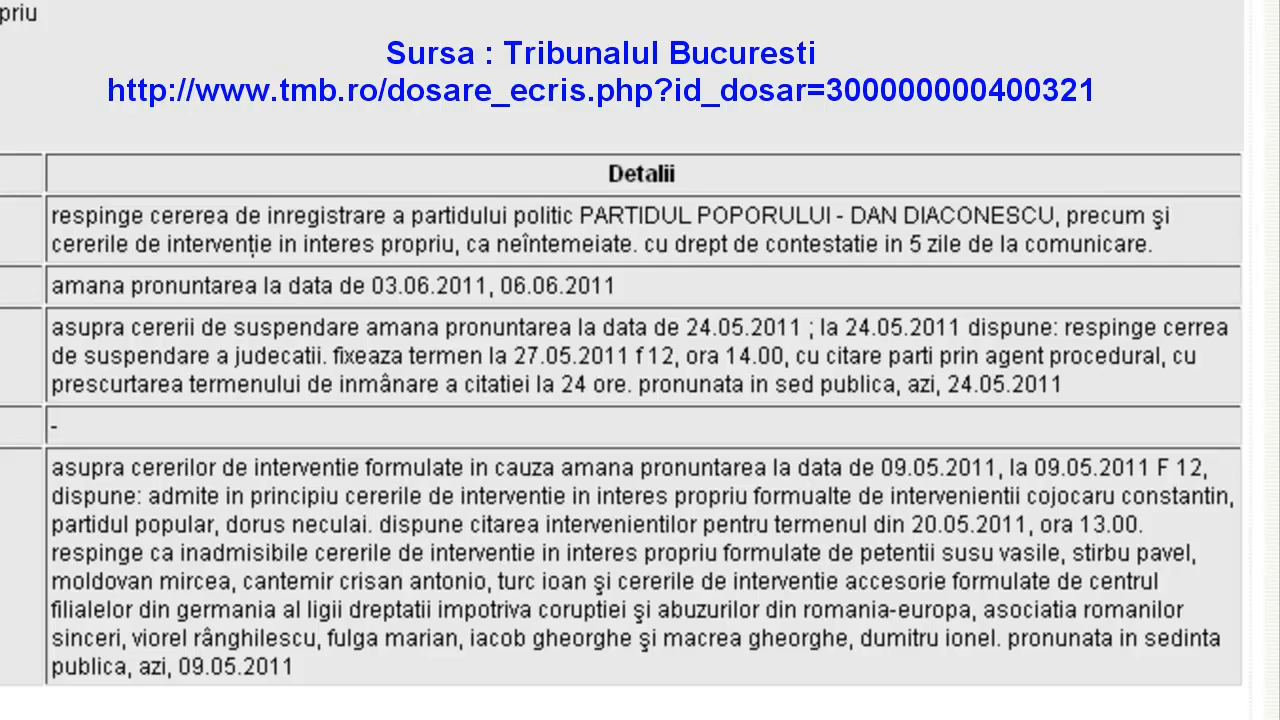 priu
Sursa : Tribunalul Bucuresti
http://www.tmb.ro/dosare_ecris.php?id_dosar=300000000400321
Detalii
respinge cererea de inregistrare a partidului politic PARTIDUL POPORULUI - DAN DIACONESCU, precum şi
cererile de intervenție in interes propriu, ca neîntemeiate. cu drept de contestatie in 5 zile de la comunicare.
amana pronuntarea la data de 03.06.2011, 06.06.2011
asupra cererii de suspendare amana pronuntarea la data de 24.05.2011 ; la 24.05.2011 dispune: respinge cerrea
de suspendare a judecatii. fixeaza termen la 27.05.2011 f 12, ora 14.00, cu citare parti prin agent procedural, cu
prescurtarea termenului de inmânare a citatiei la 24 ore. pronunata in sed publica, azi, 24.05.2011
-
asupra cererilor de interventie formulate in cauza amana pronuntarea la data de 09.05.2011, la 09.05.2011 F 12,
dispune: admite in principiu cererile de interventie in interes propriu formualte de intervenientii cojocaru constantin,
partidul popular, dorus neculai. dispune citarea intervenientilor pentru termenul din 20.05.2011, ora 13.00.
respinge ca inadmisibile cererile de interventie in interes propriu formulate de petentii susu vasile, stirbu pavel,
moldovan mircea, cantemir crisan antonio, turc ioan şi cererile de interventie accesorie formulate de centrul
filialelor din germania al ligii dreptatii impotriva coruptiei şi abuzurilor din romania-europa, asociatia romanilor
sinceri, viorel rânghilescu, fulga marian, iacob gheorghe şi macrea gheorghe, dumitru ionel. pronunata in sedinta
publica, azi, 09.05.2011